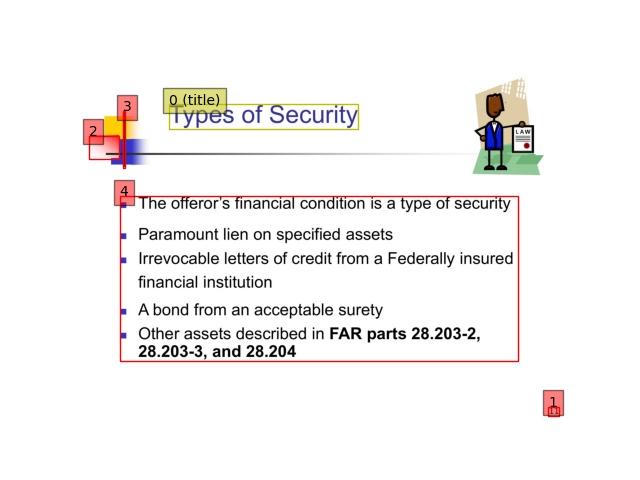 3
0 (title)
Types of Security
2
LAW
4
The offeror's financial condition is a type of security
Paramount lien on specified assets
Irrevocable letters of credit from a Federally insured
financial institution
A bond from an acceptable surety
Other assets described in FAR parts 28.203-2,
28.203-3, and 28.204
1